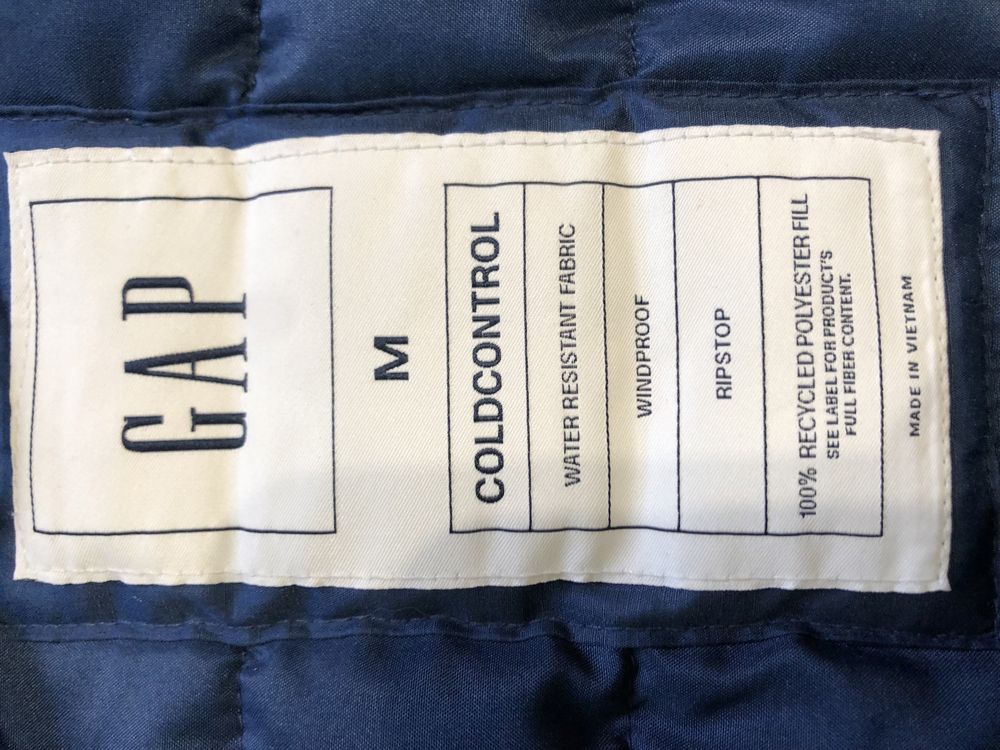 GAP
M
COLDCONTROL
WATER RESISTANT FABRIC
WINDPROOF
RIPSTOP
100% RECYCLED POLYESTER FILL
SEE LABEL FOR PRODUCT'S
FULL FIBER CONTENT.
MADE IN VIETNAM